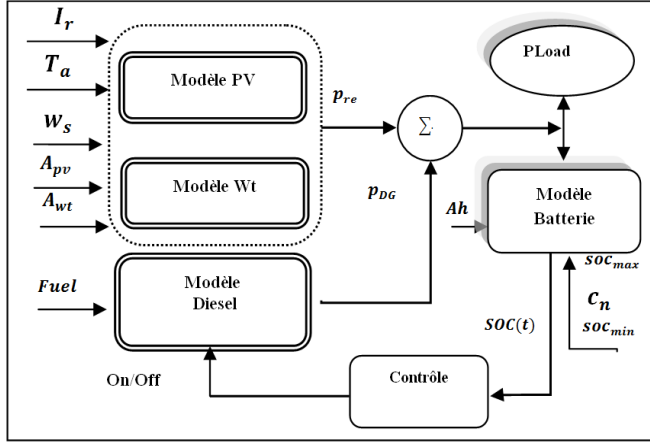 I_r
T_a
W_s
A_pv
A_wt
Modèle PV
Modèle Wt
p_re
Σ.
PLoad
p_DG
Ah
Modèle
Batterie
soc_max
Fuel
Modèle
Diesel
c_n
soc_min
SOC(t)
On/Off
Contrôle